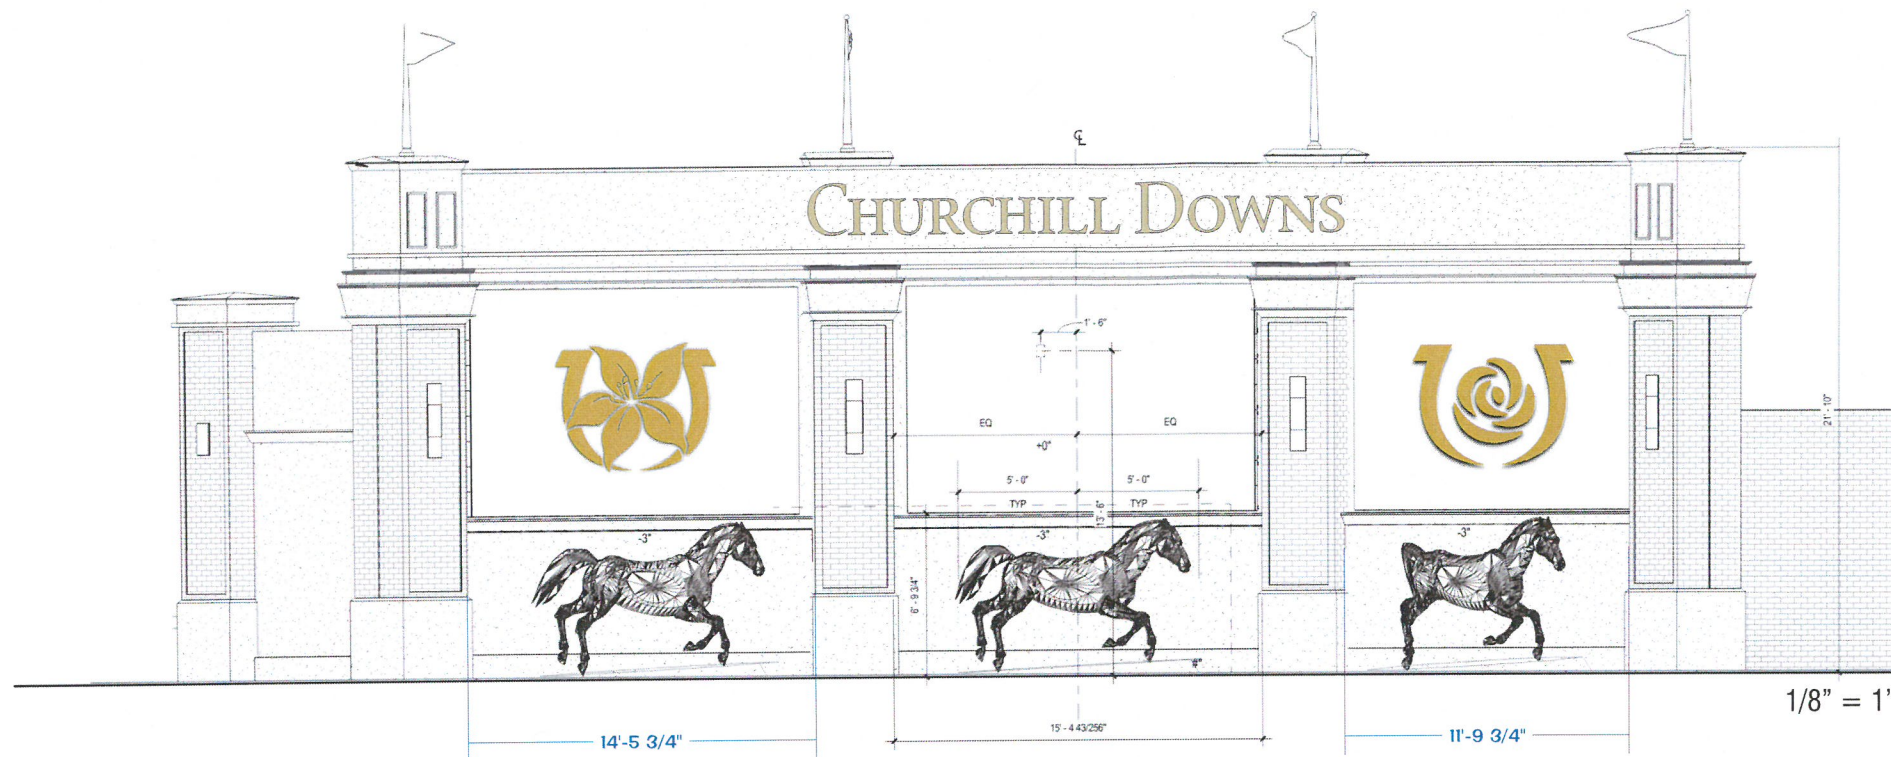 ℄
CHURCHILL DOWNS
1' - 6"
EQ
EQ
+0"
21' - 10"
5' - 0"
5' - 0"
TYP
TYP
13' - 6"
-3"
-3"
-3"
6' - 9 3/4"
1/8” = 1’
15' - 4 43/256"
14'-5 3/4"
11'-9 3/4"